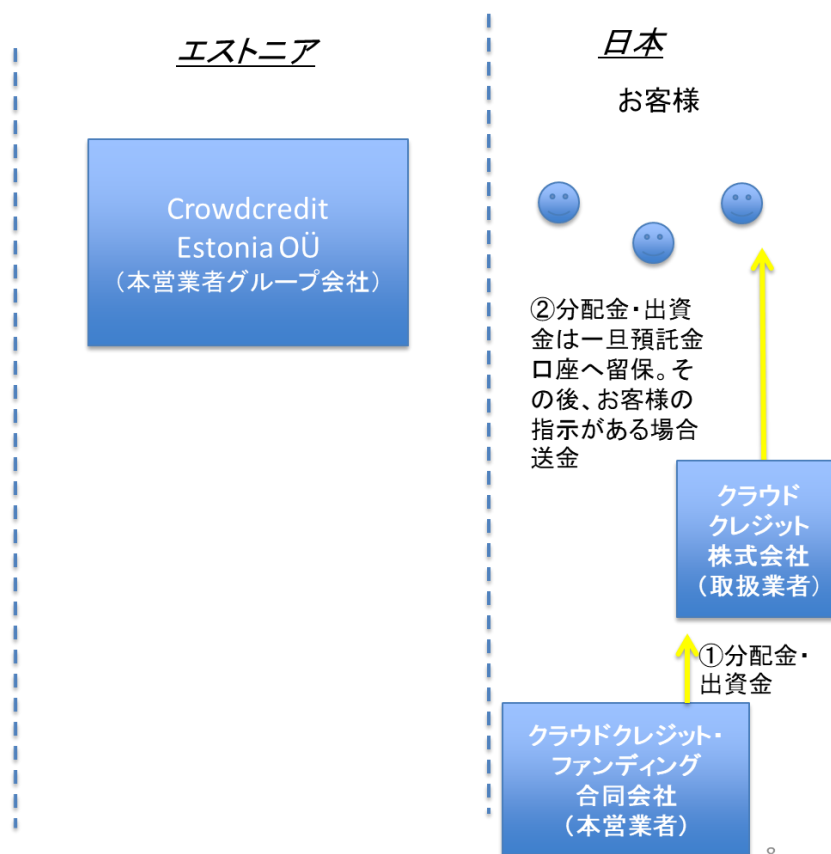 エストニア
日本
お客様
Crowdcredit
Estonia OÜ
（本営業者グループ会社）
②分配金・出資
金は一旦預託金
口座へ留保。そ
の後、お客様の
指示がある場合
送金
クラウド
クレジット
株式会社
（取扱業者）
①分配金・
出資金
クラウドクレジット・
ファンディング
合同会社
（本営業者）